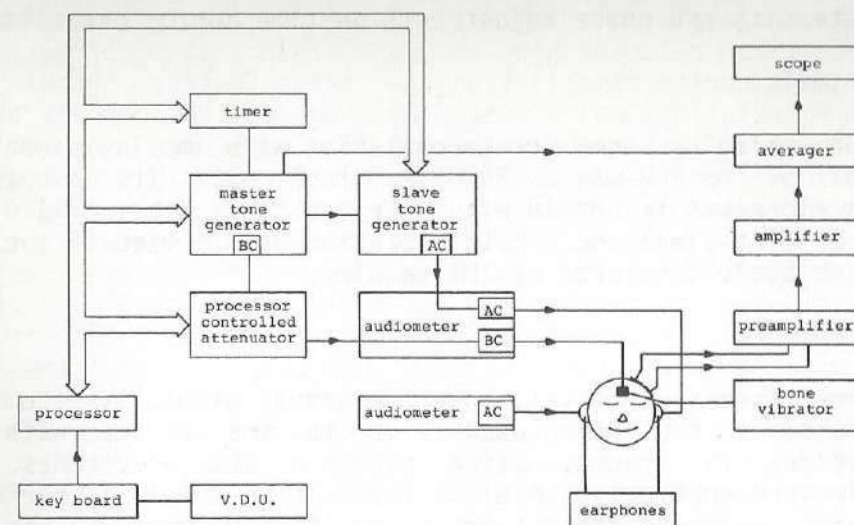 scope
timer
averager
master
tone
generator
BC
slave
tone
generator
AC
amplifier
processor
controlled
attenuator
audiometer
AC
BC
preamplifier
processor
audiometer
AC
bone
vibrator
key board
V.D.U.
earphones